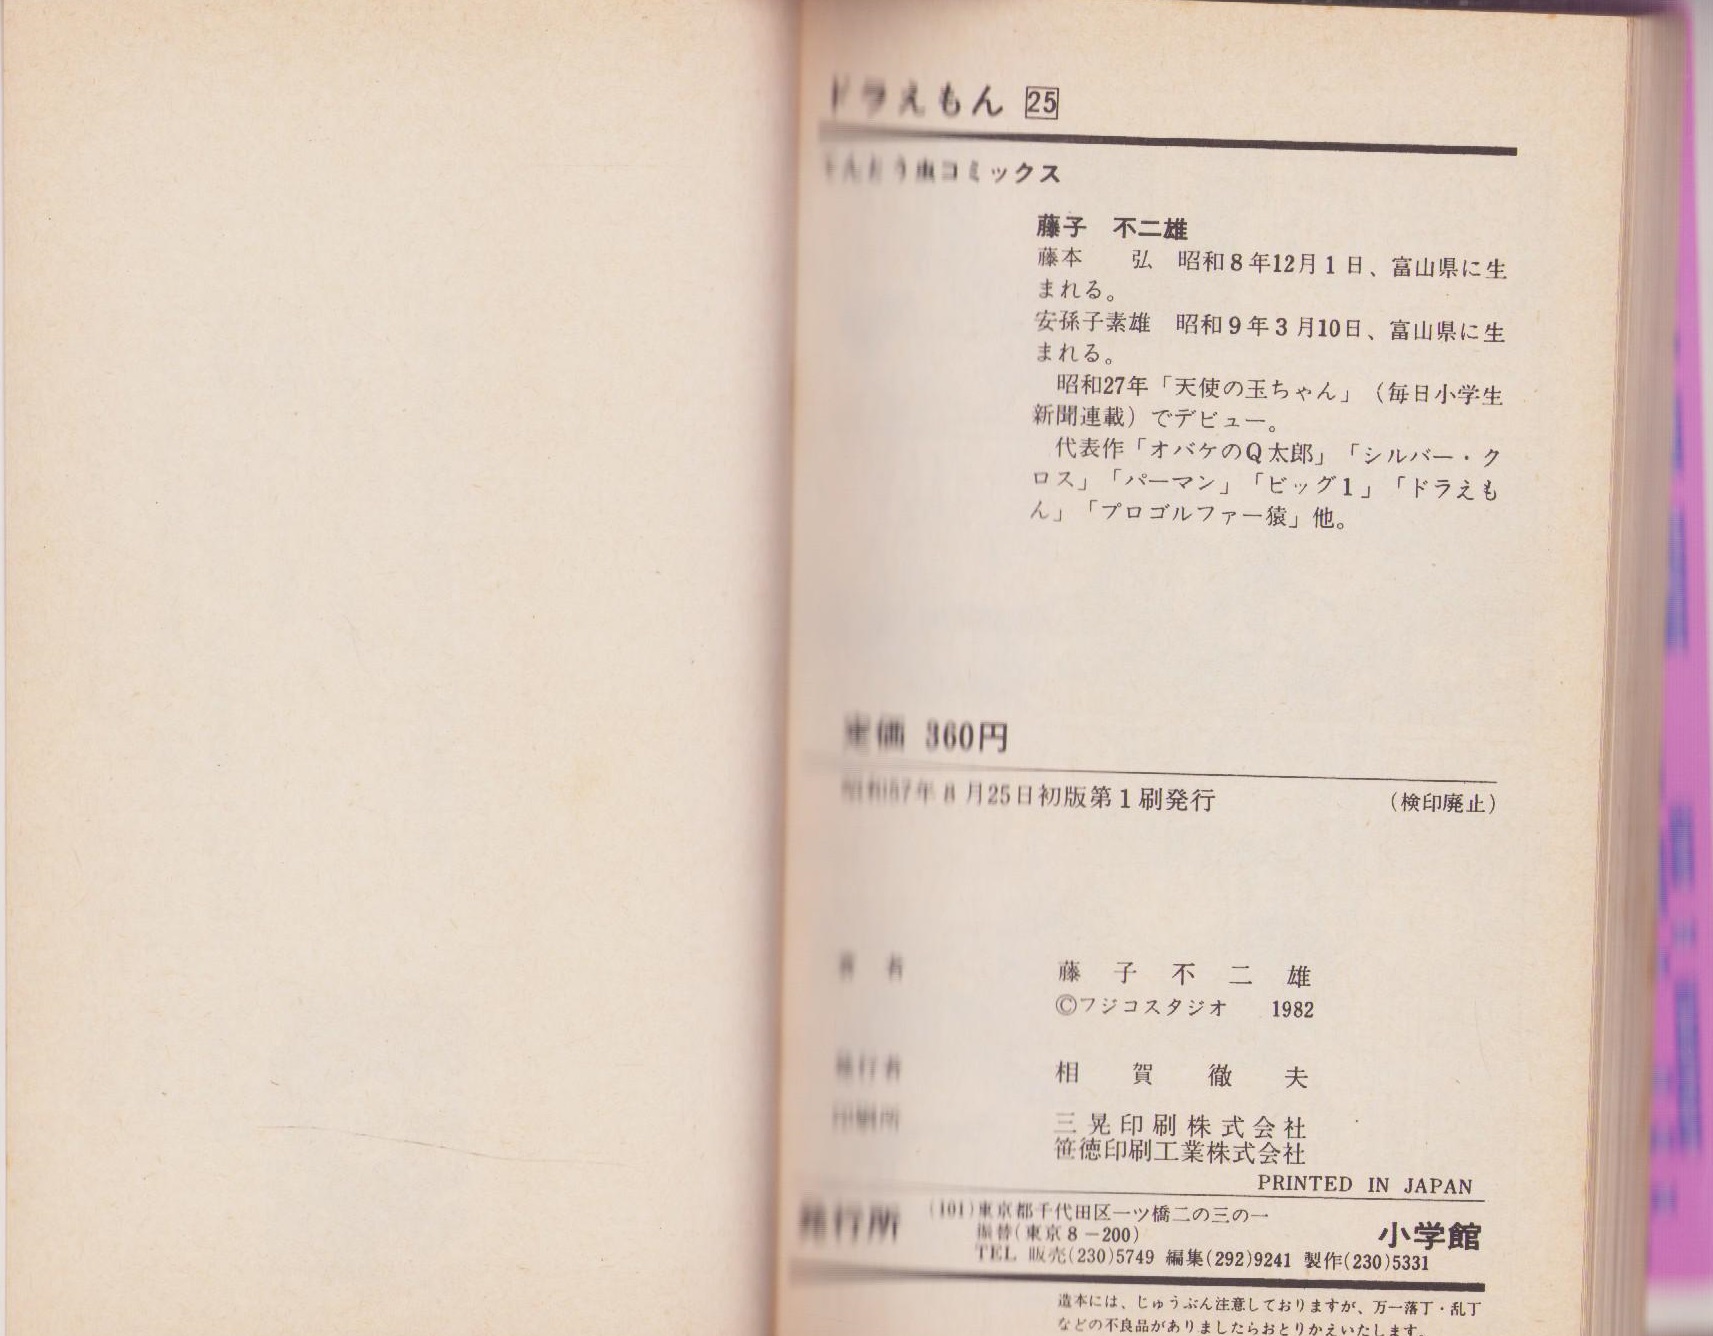 ドラえもん 25
てんとう虫コミックス
藤子 不二雄
藤本 弘 昭和8年12月1日、富山県に生
まれる。
安孫子素雄 昭和9年3月10日、富山県に生
まれる。
昭和27年「天使の玉ちゃん」(毎日小学生
新聞連載)でデビュー。
代表作「オバケのQ太郎」「シルバー・ク
ロス」「パーマン」「ビッグ1」「ドラえも
ん」「プロゴルファー猿」他。
定価 360円
昭和57年8月25日初版第1刷発行 (検印廃止)
著者 藤子不二雄
©フジコスタジオ 1982
発行者 相賀徹夫
印刷所 三晃印刷株式会社
笹徳印刷工業株式会社
PRINTED IN JAPAN
発行所 (101)東京都千代田区一ツ橋二の三の一
振替(東京8-200)
小学館
TEL 販売(230)5749 編集(292)9241 製作(230)5331
造本には、じゅうぶん注意しておりますが、万一落丁・乱丁
などの不良品がありましたらおとりかえいたします。